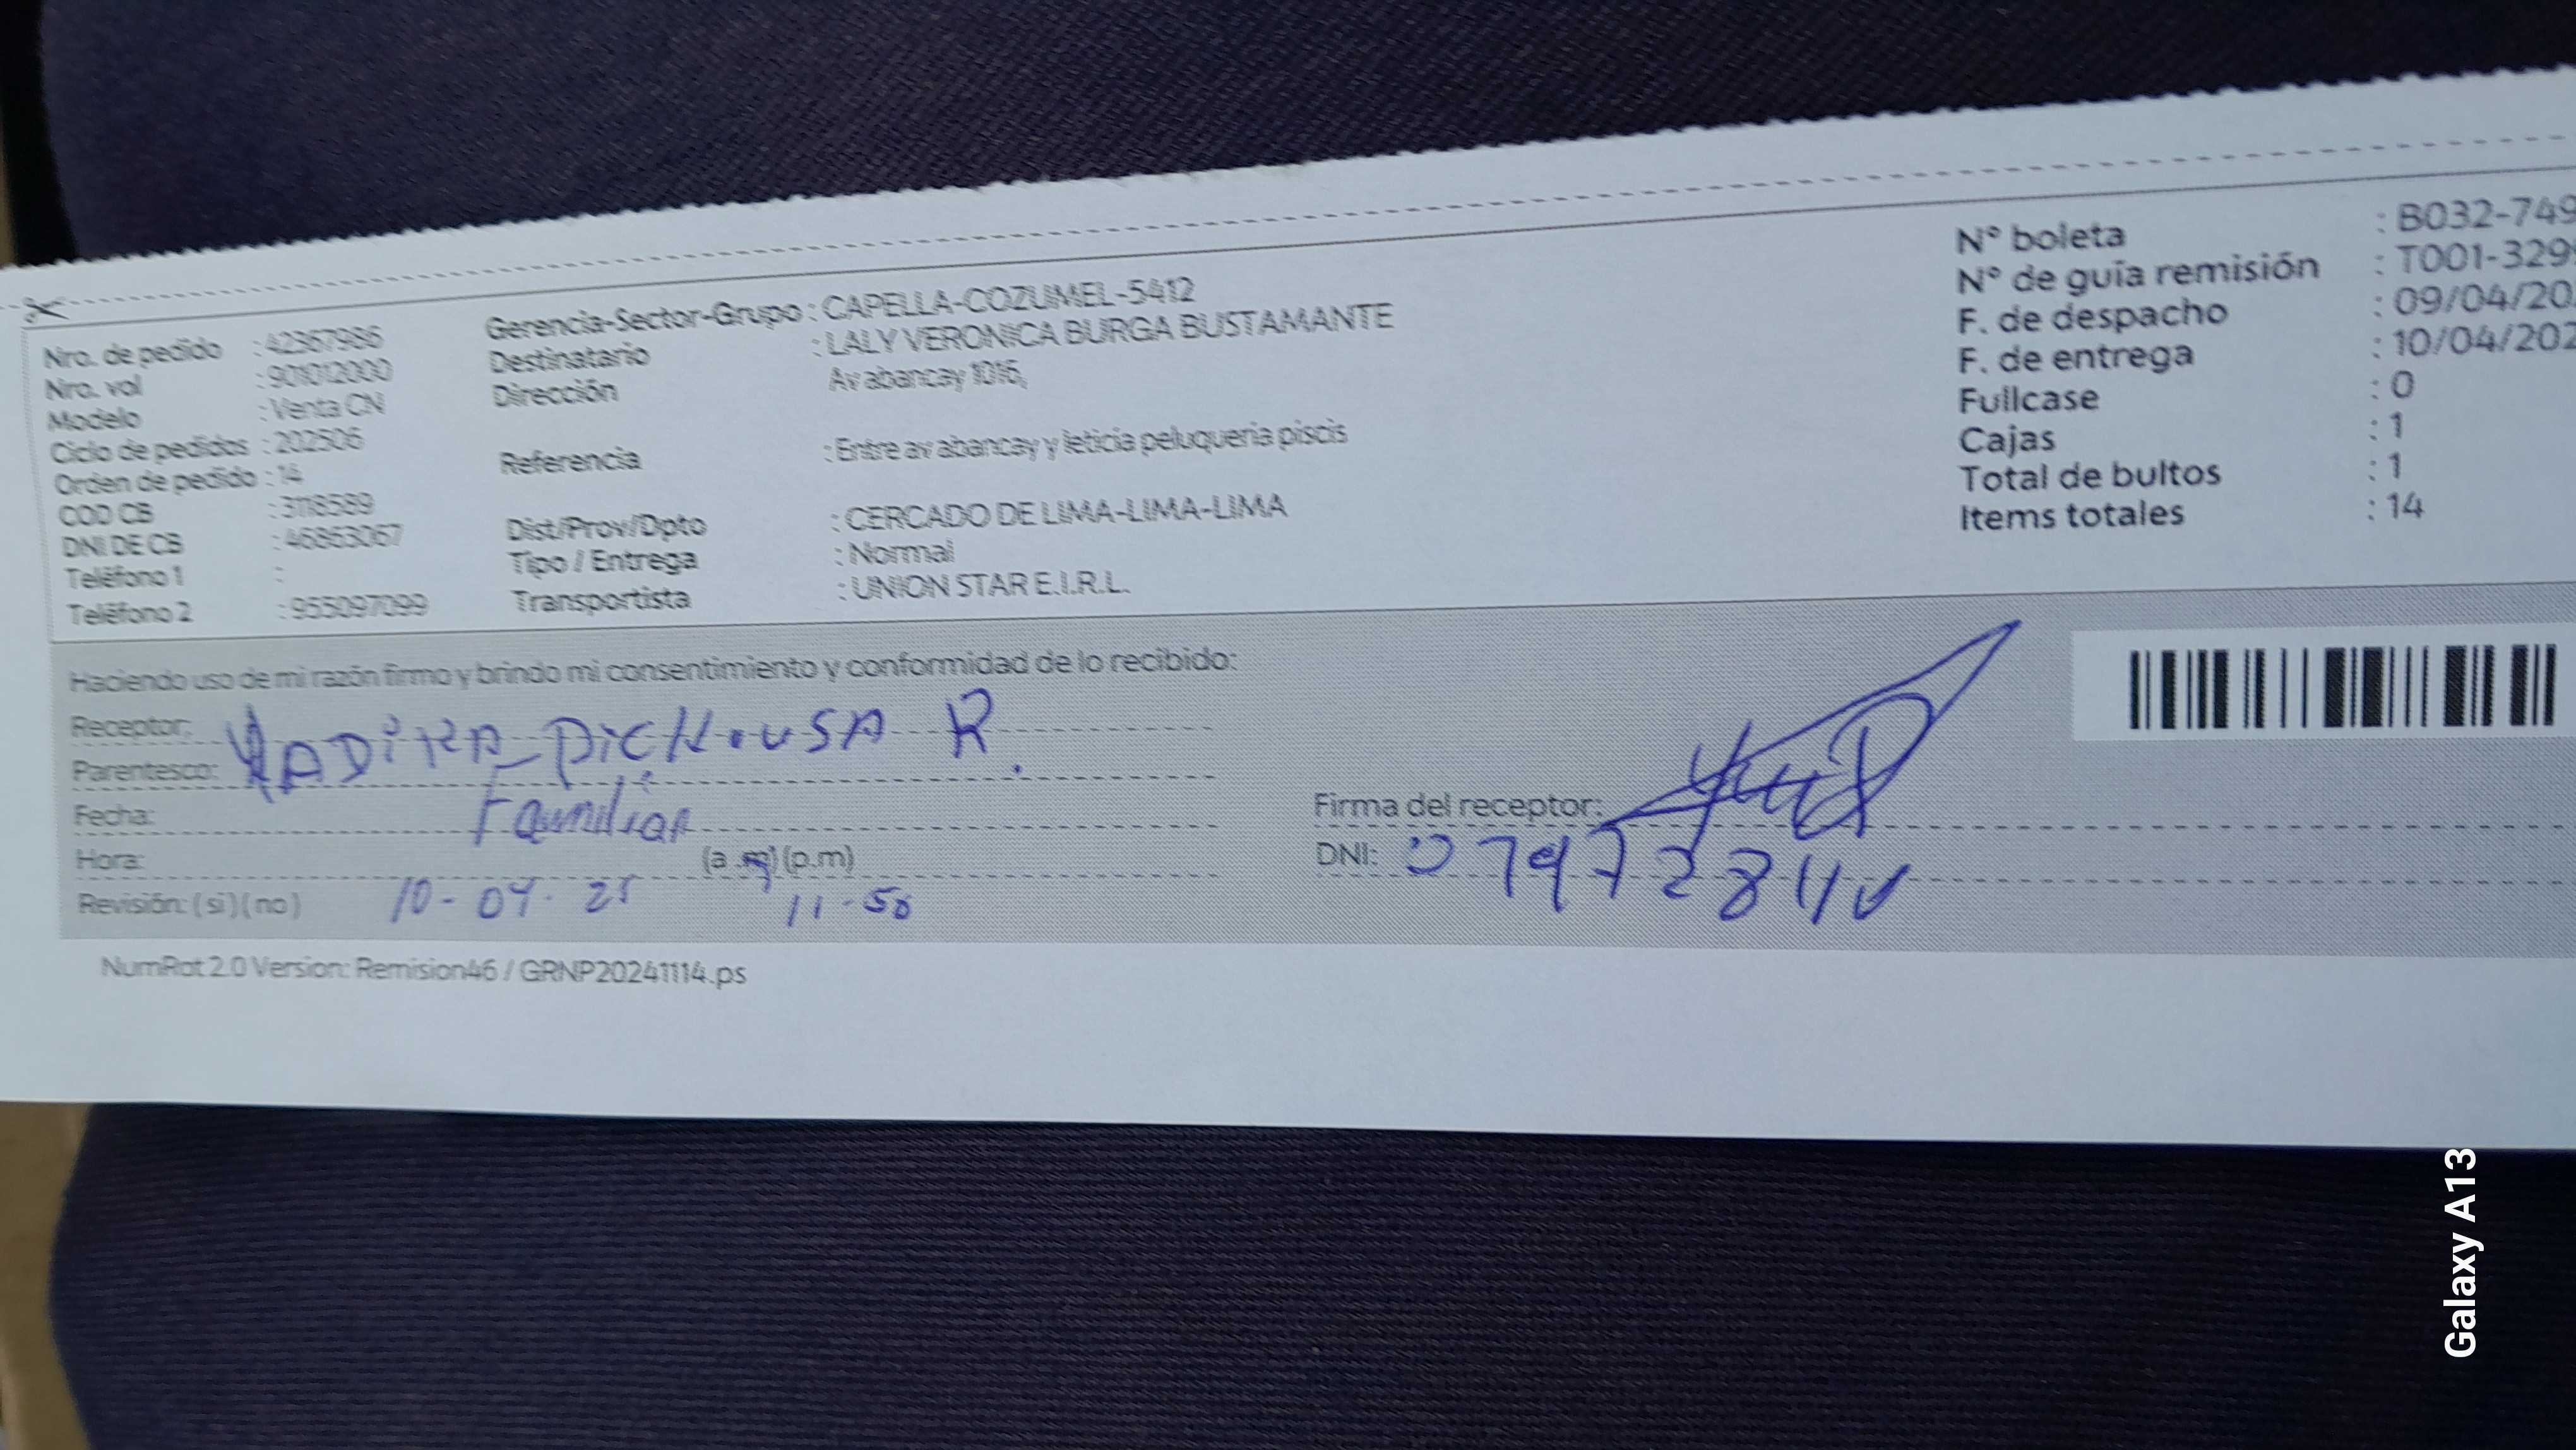 Nro. de pedido : 42367986
Nro. val : 901012000
Modelo : Venta CN
Ciclo de pedidos : 202506
Orden de pedido : 14
COD CB : 3118589
DNI DE CB : 46863067
Teléfono 1 :
Teléfono 2 : 955097099
Gerencia-Sector-Grupo : CAPELLA-COZUMEL-5412
Destinatario : LALY VERONICA BURGA BUSTAMANTE
Dirección Av abancay 1016,
Referencia : Entre av abancay y leticia peluqueria piscis
Dist/Prov/Dpto : CERCADO DE LIMA-LIMA-LIMA
Tipo / Entrega : Normal
Transportista : UNION STAR E.I.R.L.
N° boleta : B032-749
N° de guía remisión : T001-329
F. de despacho : 09/04/20
F. de entrega : 10/04/202
Fullcase : 0
Cajas : 1
Total de bultos : 1
Items totales : 14
Haciendo uso de mi razón firmo y brindo mi consentimiento y conformidad de lo recibido:
Receptor:
Parentesco: Familiar
Fecha: 10-04-25
Hora: (a.m) (p.m) 11-50
Revisión: (si) (no)
Firma del receptor:
DNI:
NumRot 2.0 Version: Remision46 / GRNP20241114.ps
Galaxy A13